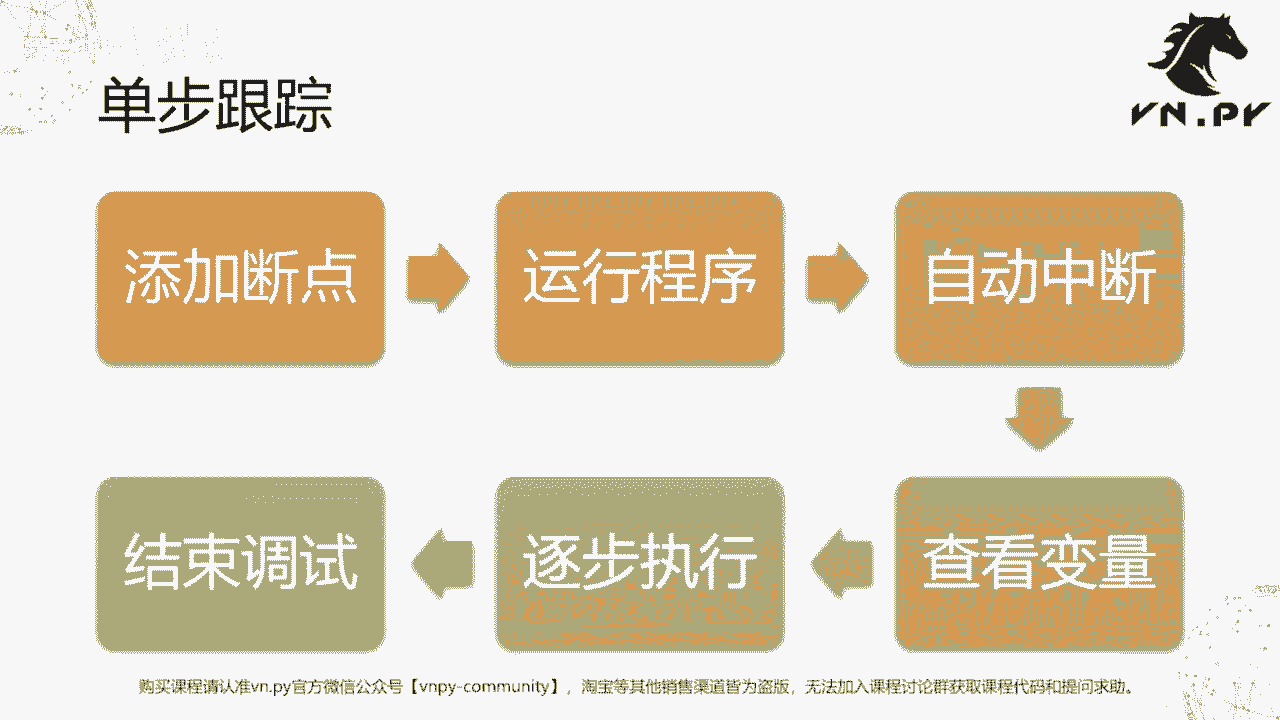 单步跟踪
VN.PY
添加断点
运行程序
自动中断
查看变量
逐步执行
结束调试
购买课程请认准vn.py官方微信公众号【vnpy-community】，淘宝等其他销售渠道皆为盗版，无法加入课程讨论群获取课程代码和提问求助。